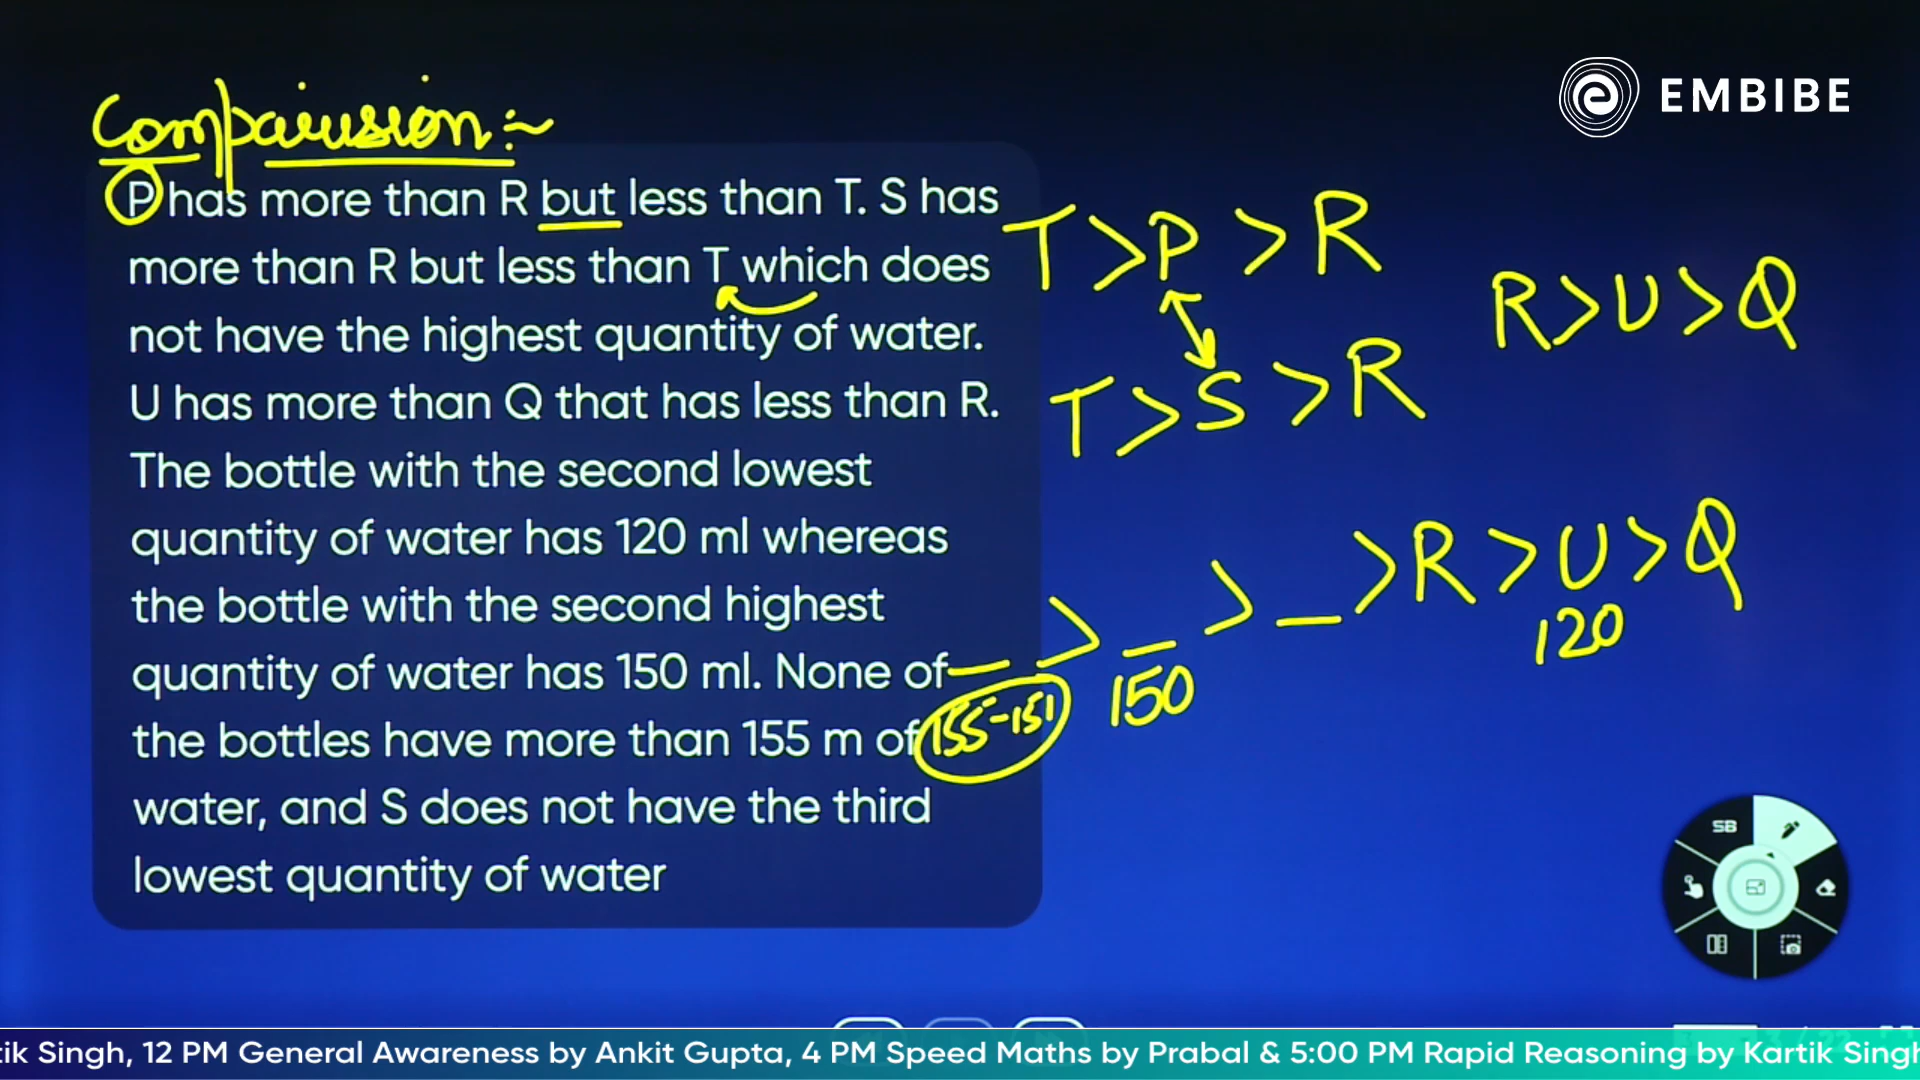 EMBIBE
Comparision :~
P has more than R but less than T. S has
more than R but less than T which does
not have the highest quantity of water.
U has more than Q that has less than R.
The bottle with the second lowest
quantity of water has 120 ml whereas
the bottle with the second highest
quantity of water has 150 ml. None of
the bottles have more than 155 m of
water, and S does not have the third
lowest quantity of water
T > P > R
R > U > Q
T > S > R
_ > _ > _ > R > U > Q
155-151 150 120
SB
tik Singh, 12 PM General Awareness by Ankit Gupta, 4 PM Speed Maths by Prabal & 5:00 PM Rapid Reasoning by Kartik Singh